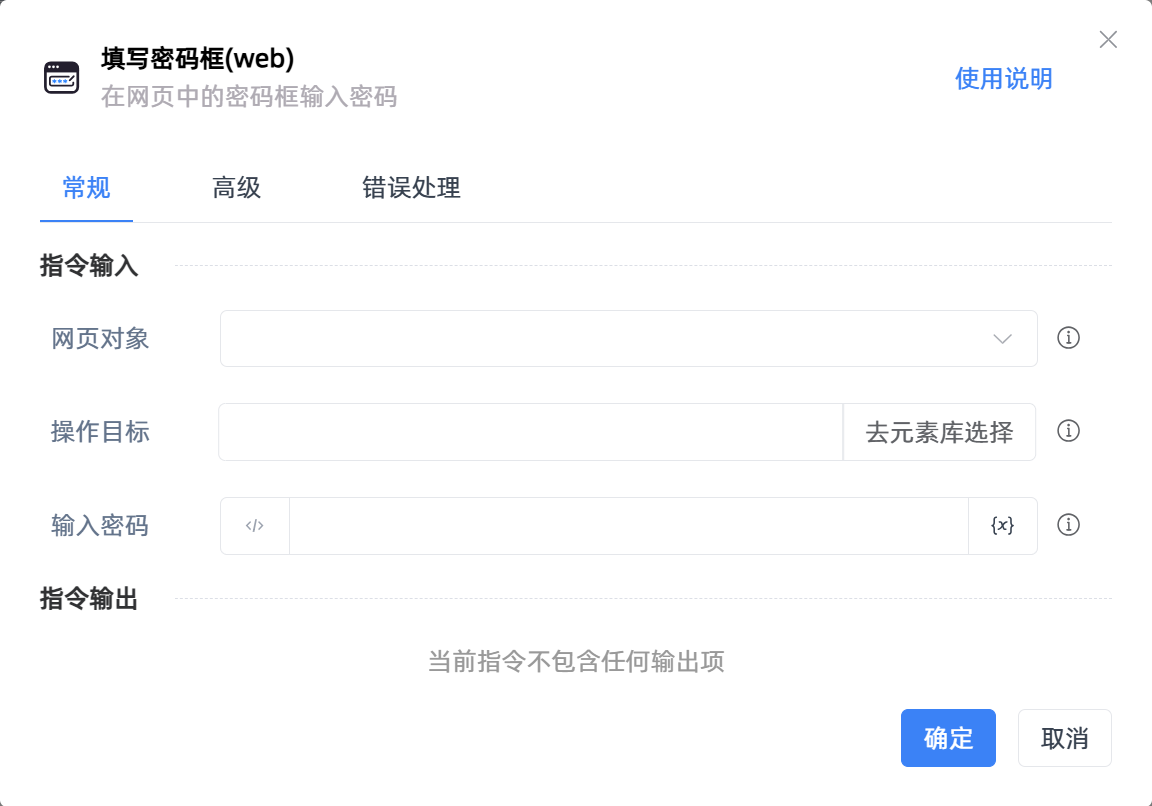 填写密码框(web)
在网页中的密码框输入密码
使用说明
常规 高级 错误处理
指令输入
网页对象
操作目标 去元素库选择
输入密码 </> {x}
指令输出
当前指令不包含任何输出项
确定 取消